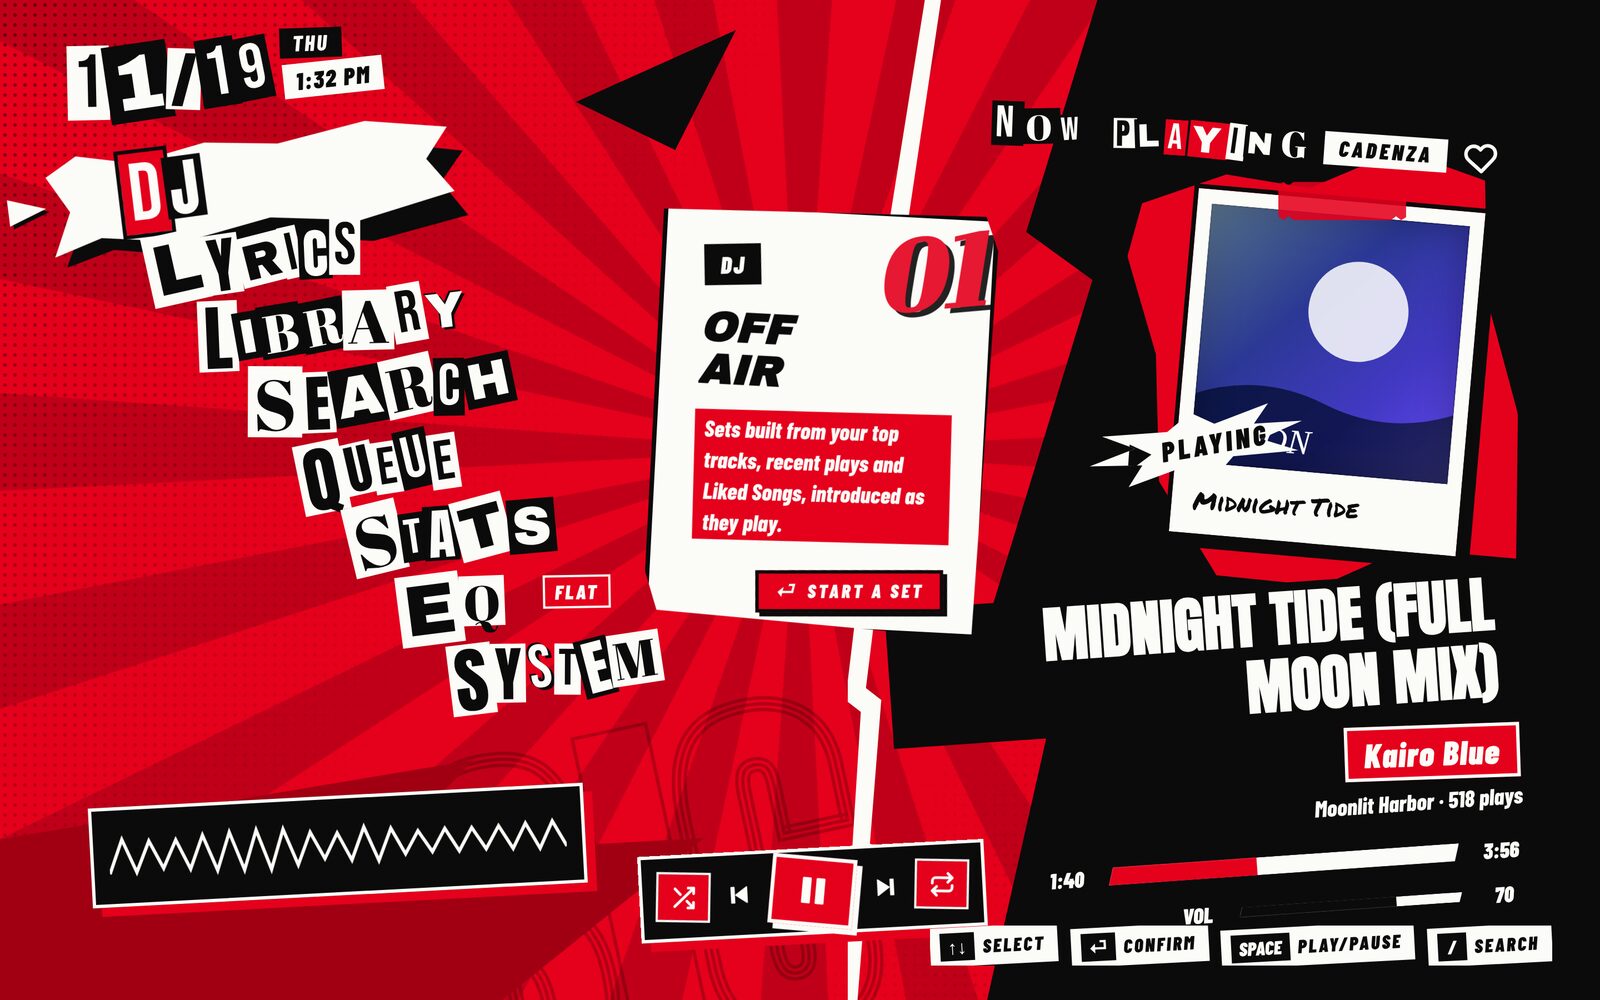 11/19
THU
1:32 PM
DJ
LYRICS
LIBRARY
SEARCH
QUEUE
STATS
EQ
FLAT
SYSTEM
DJ
01
OFF
AIR
Sets built from your top
tracks, recent plays and
Liked Songs, introduced as
they play.
START A SET
NOW PLAYING
CADENZA
PLAYING
MIDNIGHT TIDE
MIDNIGHT TIDE (FULL
MOON MIX)
Kairo Blue
Moonlit Harbor · 518 plays
1:40
3:56
VOL
70
↑↓ SELECT
CONFIRM
SPACE PLAY/PAUSE
/ SEARCH